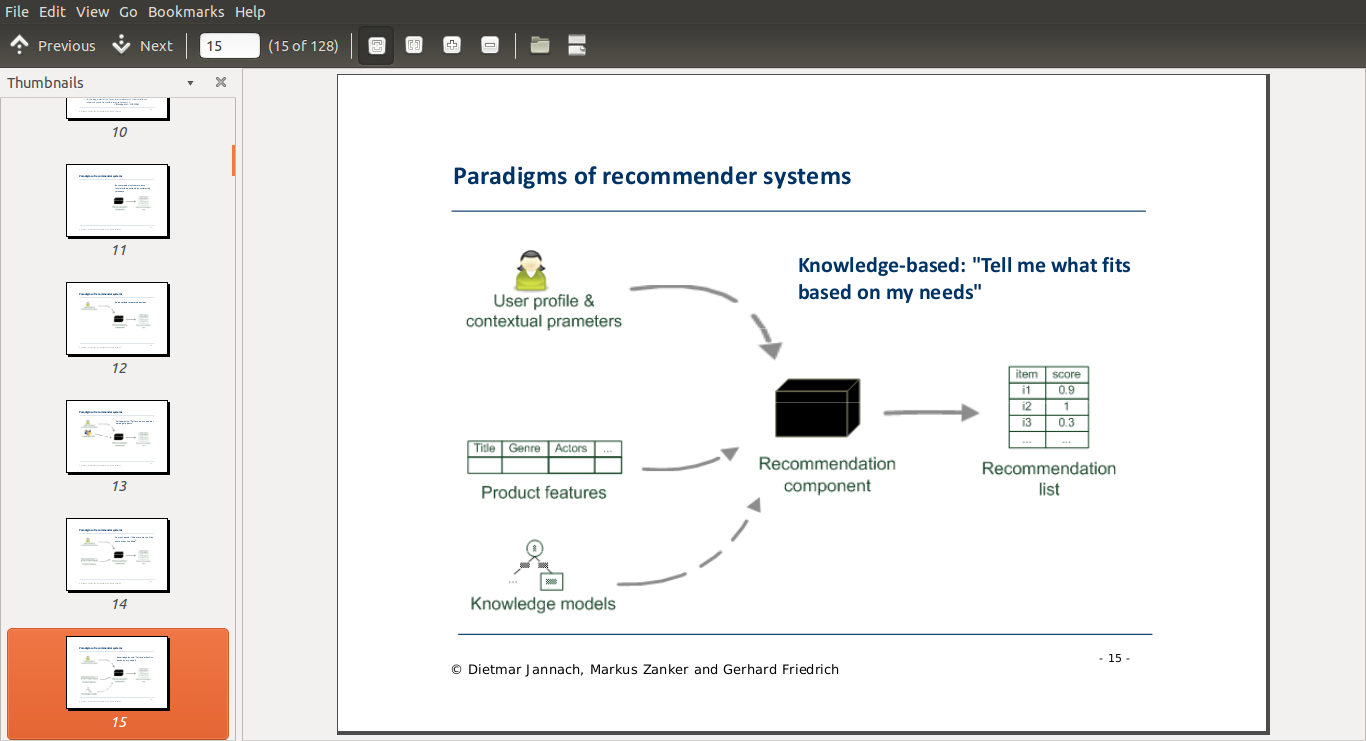 File Edit View Go Bookmarks Help
Previous Next 15 (15 of 128)
Thumbnails
10
11
12
13
14
15
Paradigms of recommender systems
Knowledge-based: "Tell me what fits
based on my needs"
User profile &
contextual prameters
item score
i1 0.9
i2 1
i3 0.3
... ...
Title Genre Actors ...
Product features
Recommendation
component
Recommendation
list
...
Knowledge models
© Dietmar Jannach, Markus Zanker and Gerhard Friedrich
- 15 -